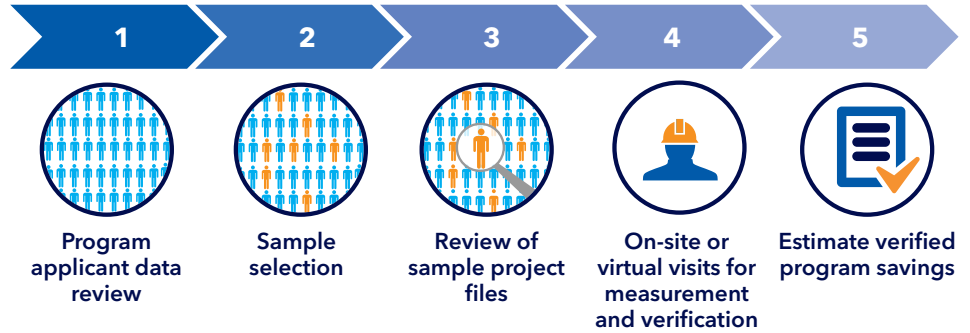 1
2
3
4
5
Program
applicant data
review
Sample
selection
Review of
sample project
files
On-site or
virtual visits for
measurement
and verification
Estimate verified
program savings